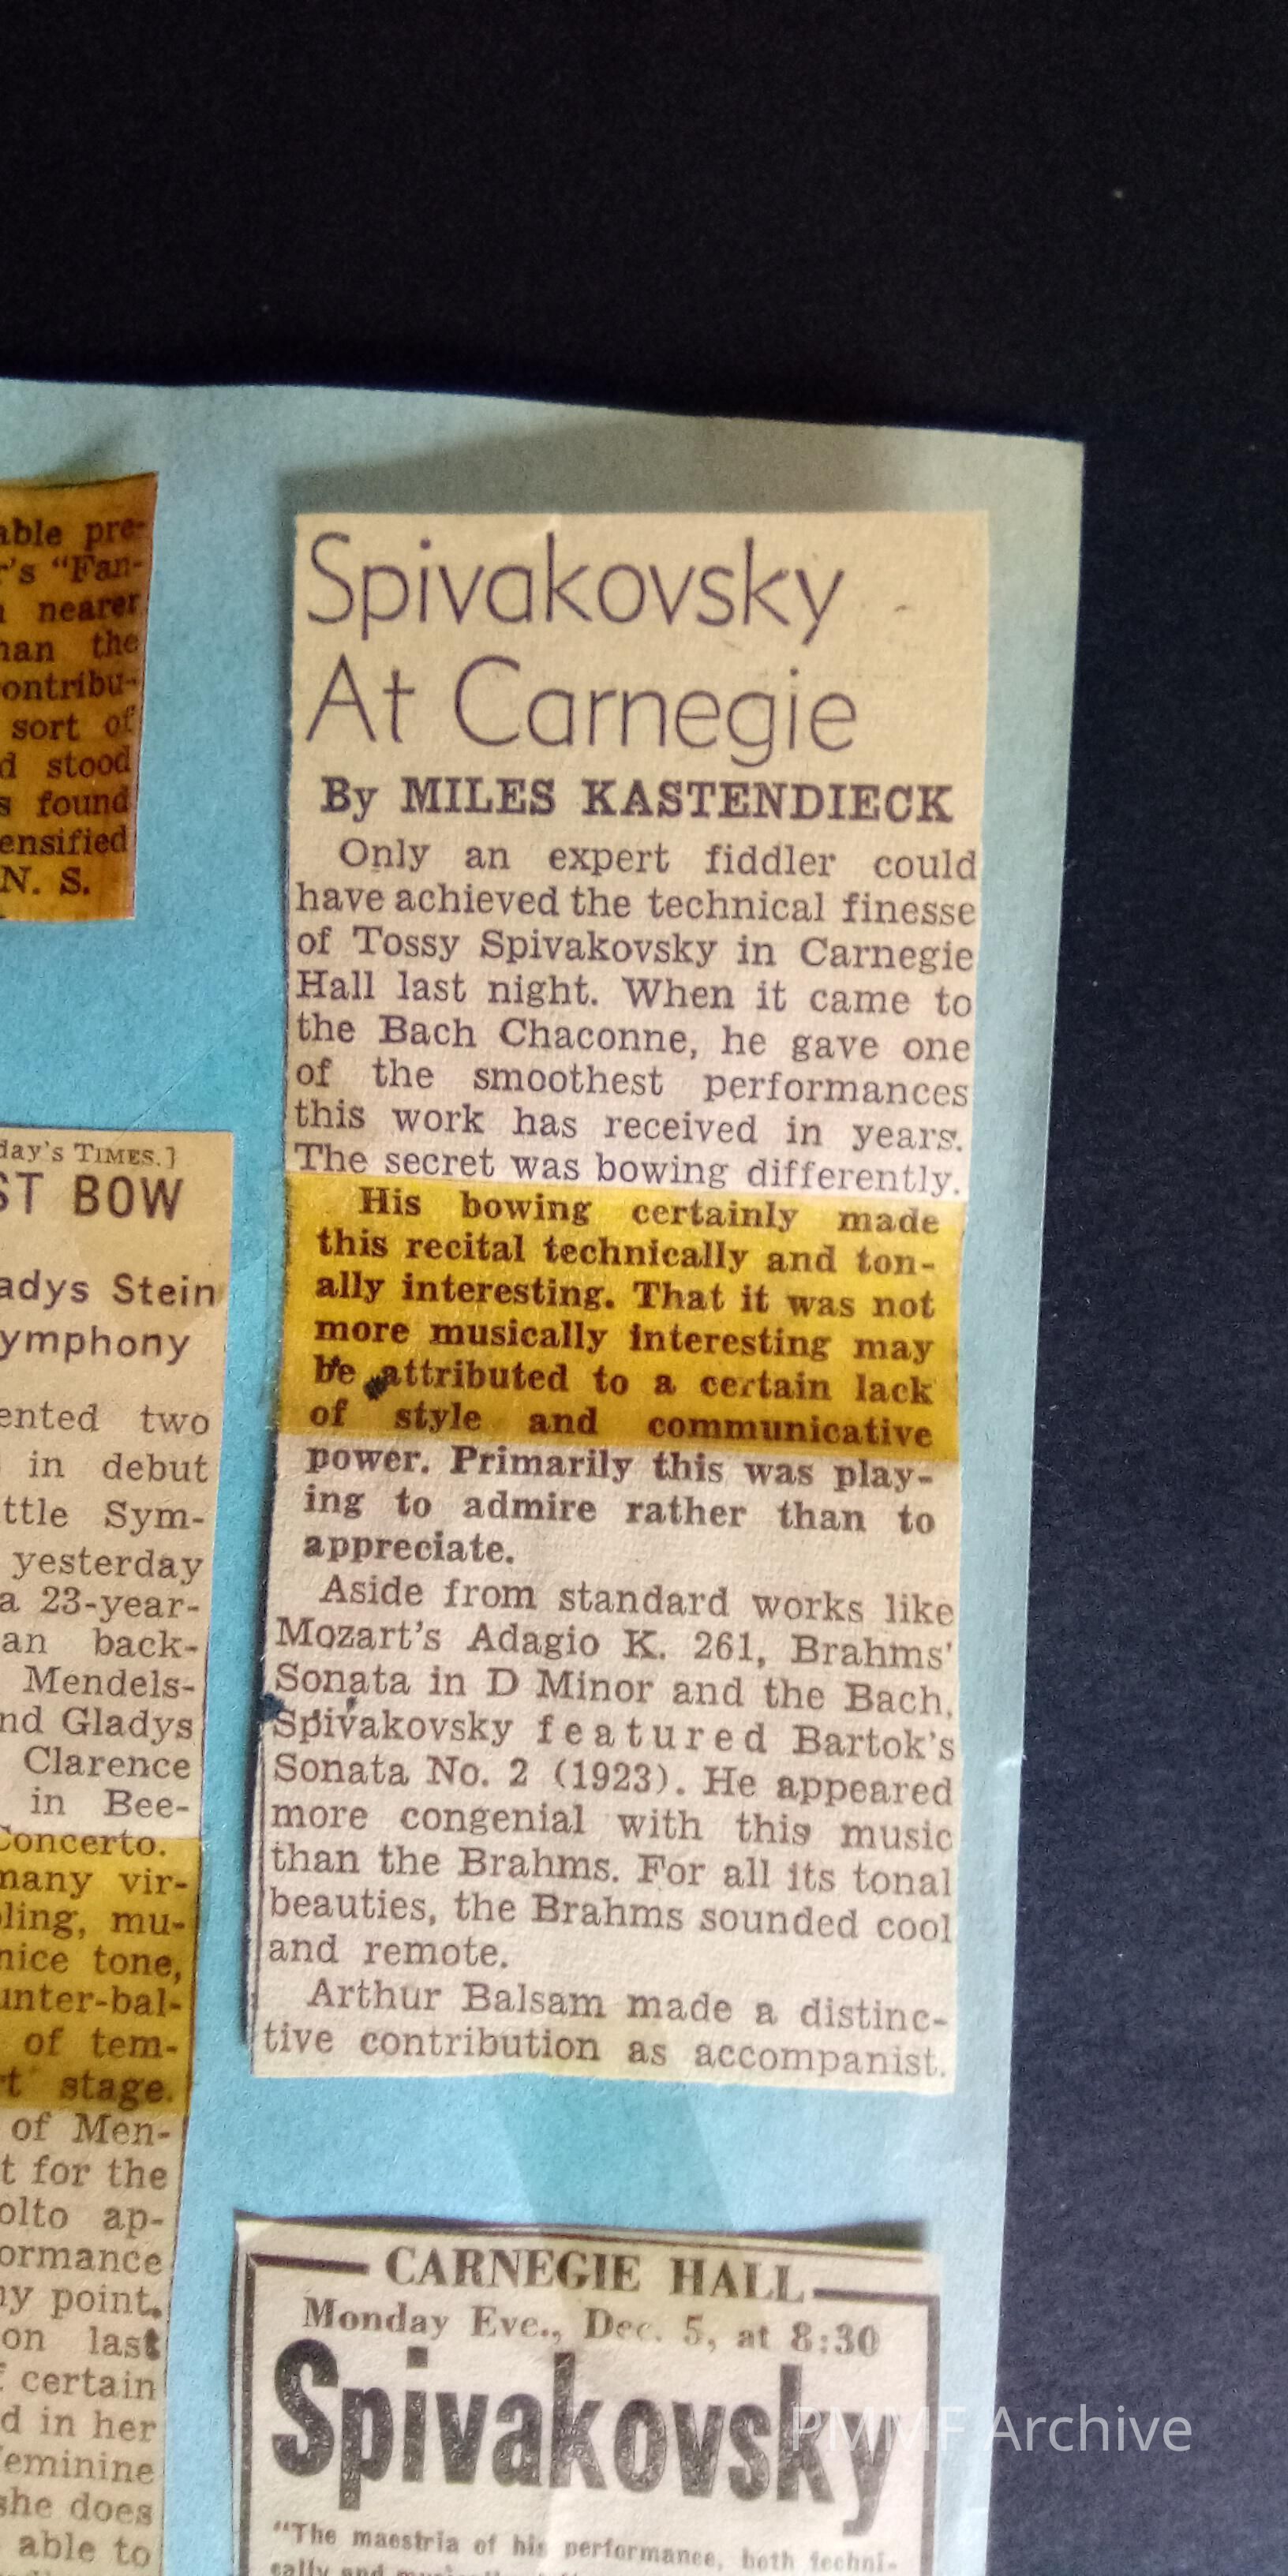 able pre-
r's "Fan-
nearer
han the
ontribu-
sort of
d stood
s found
ensified
N. S.
day's TIMES.]
ST BOW
adys Stein
ymphony
ented two
in debut
ttle Sym-
yesterday
a 23-year-
an back-
Mendels-
nd Gladys
Clarence
in Bee-
Concerto.
many vir-
ling, mu-
nice tone,
unter-bal-
of tem-
rt stage.
of Men-
t for the
olto ap-
ormance
ny point.
on last
f certain
d in her
feminine
she does
able to
Spivakovsky
At Carnegie
By MILES KASTENDIECK
Only an expert fiddler could
have achieved the technical finesse
of Tossy Spivakovsky in Carnegie
Hall last night. When it came to
the Bach Chaconne, he gave one
of the smoothest performances
this work has received in years.
The secret was bowing differently.
His bowing certainly made
this recital technically and ton-
ally interesting. That it was not
more musically interesting may
be attributed to a certain lack
of style and communicative
power. Primarily this was play-
ing to admire rather than to
appreciate.
Aside from standard works like
Mozart's Adagio K. 261, Brahms'
Sonata in D Minor and the Bach,
Spivakovsky featured Bartok's
Sonata No. 2 (1923). He appeared
more congenial with this music
than the Brahms. For all its tonal
beauties, the Brahms sounded cool
and remote.
Arthur Balsam made a distinc-
tive contribution as accompanist.
CARNEGIE HALL
Monday Eve., Dec. 5, at 8:30
Spivakovsky
"The maestria of his performance, both techni-
cally and
PMMF Archive